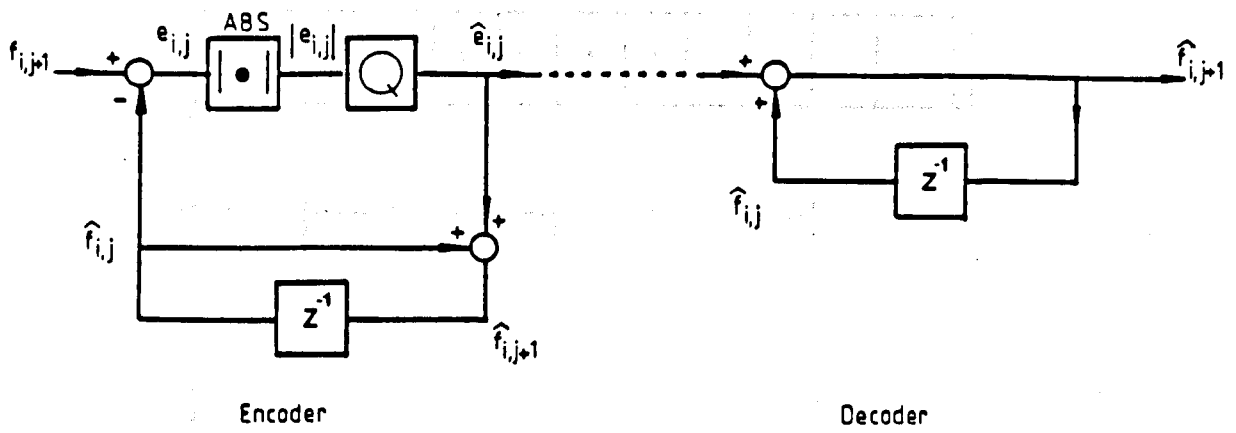 ABS
f_{i,j+1} + e_{i,j} |•| |e_{i,j}| Q ê_{i,j} + f̂_{i,j+1}
- +
z^{-1}
f̂_{i,j}
+
f̂_{i,j} +
z^{-1}
f̂_{i,j+1}
Encoder Decoder